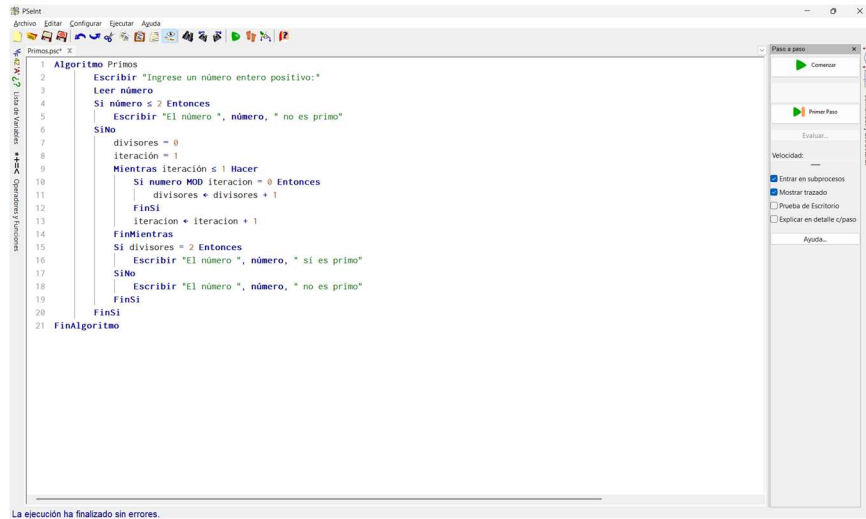 PSeInt
Archivo Editar Configurar Ejecutar Ayuda
Primos.psc* X
Lista de Variables
*+=< Operadores y Funciones
1 Algoritmo Primos
2 Escribir "Ingrese un número entero positivo:"
3 Leer número
4 Si número ≤ 2 Entonces
5 Escribir "El número ", número, " no es primo"
6 SiNo
7 divisores = 0
8 iteración = 1
9 Mientras iteración ≤ 1 Hacer
10 Si numero MOD iteracion = 0 Entonces
11 divisores ← divisores + 1
12 FinSi
13 iteracion ← iteracion + 1
14 FinMientras
15 Si divisores = 2 Entonces
16 Escribir "El número ", número, " sí es primo"
17 SiNo
18 Escribir "El número ", número, " no es primo"
19 FinSi
20 FinSi
21 FinAlgoritmo
Paso a paso x
Comenzar
Primer Paso
Evaluar...
Velocidad:
Entrar en subprocesos
Mostrar trazado
Prueba de Escritorio
Explicar en detalle c/paso
Ayuda...
La ejecución ha finalizado sin errores.